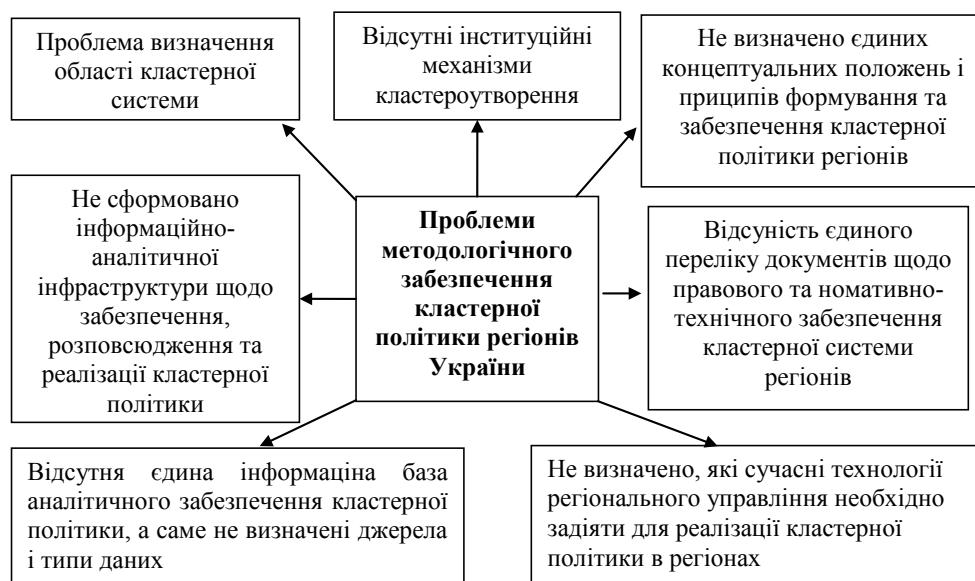 Проблема визначення
області кластерної
системи
Відсутні інституційні
механізми
кластероутворення
Не визначено єдиних
концептуальних положень і
приципів формування та
забезпечення кластерної
політики регіонів
Не сформовано
інформаційно-
аналітичної
інфраструктури щодо
забезпечення,
розповсюдження та
реалізації кластерної
політики
Проблеми
методологічного
забезпечення
кластерної
політики регіонів
України
Відсуність єдиного
переліку документів щодо
правового та номативно-
технічного забезпечення
кластерної системи
регіонів
Відсутня єдина інформаціна база
аналітичного забезпечення кластерної
політики, а саме не визначені джерела
і типи даних
Не визначено, які сучасні технології
регіонального управління необхідно
задіяти для реалізації кластерної
політики в регіонах